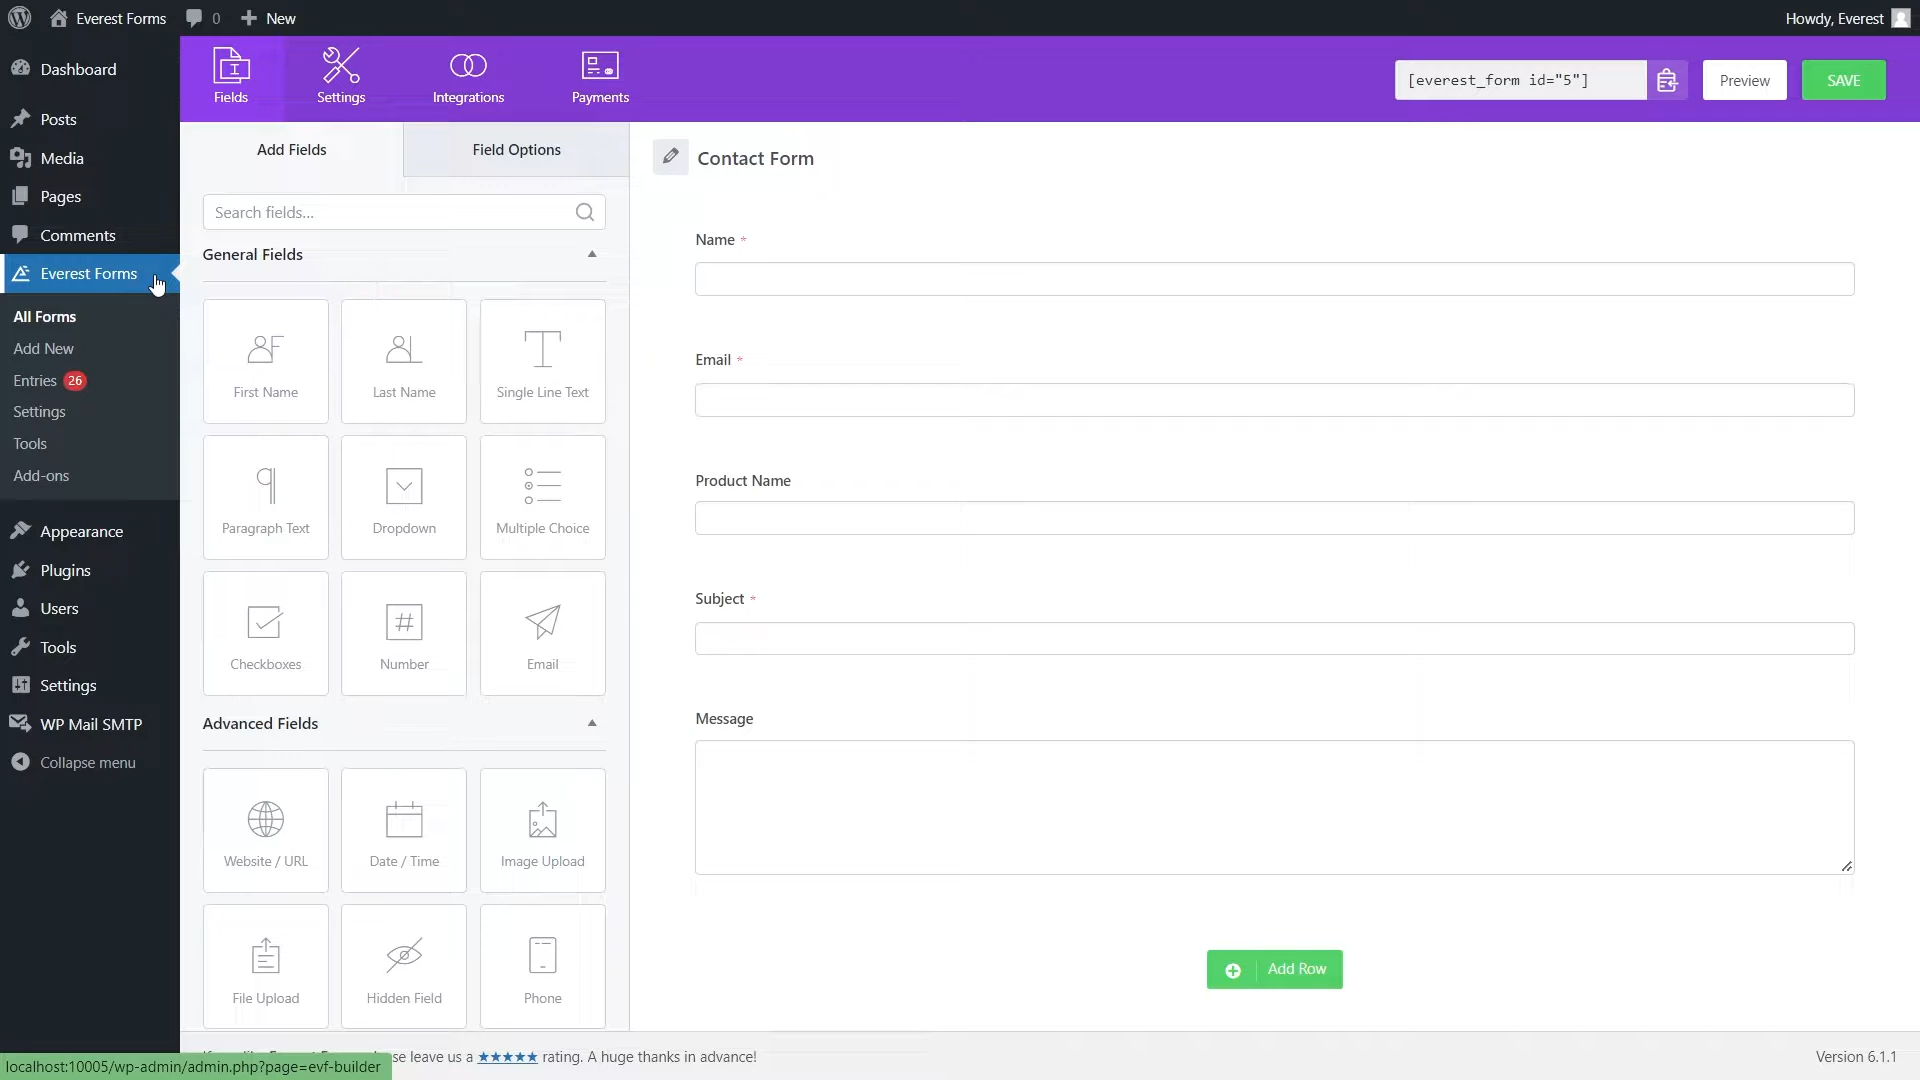 Everest Forms
0
New
Howdy, Everest
Dashboard
Posts
Media
Pages
Comments
Everest Forms
All Forms
Add New
Entries 26
Settings
Tools
Add-ons
Appearance
Plugins
Users
Tools
Settings
WP Mail SMTP
Collapse menu
Fields
Settings
Integrations
Payments
[everest_form id="5"]
Preview
SAVE
Add Fields
Field Options
Search fields...
General Fields
First Name
Last Name
Single Line Text
Paragraph Text
Dropdown
Multiple Choice
Checkboxes
Number
Email
Advanced Fields
Website / URL
Date / Time
Image Upload
File Upload
Hidden Field
Phone
Contact Form
Name *
Email *
Product Name
Subject *
Message
Add Row
leave us a ★★★★★ rating. A huge thanks in advance!
Version 6.1.1
localhost:10005/wp-admin/admin.php?page=evf-builder